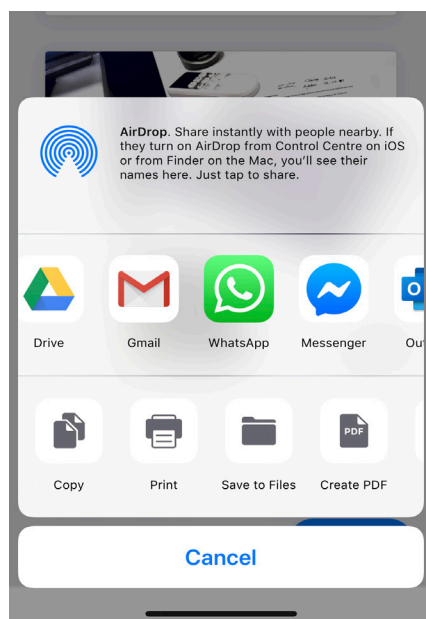 AirDrop. Share instantly with people nearby. If
they turn on AirDrop from Control Centre on iOS
or from Finder on the Mac, you'll see their
names here. Just tap to share.
Drive Gmail WhatsApp Messenger Ou
PDF
Copy Print Save to Files Create PDF
Cancel